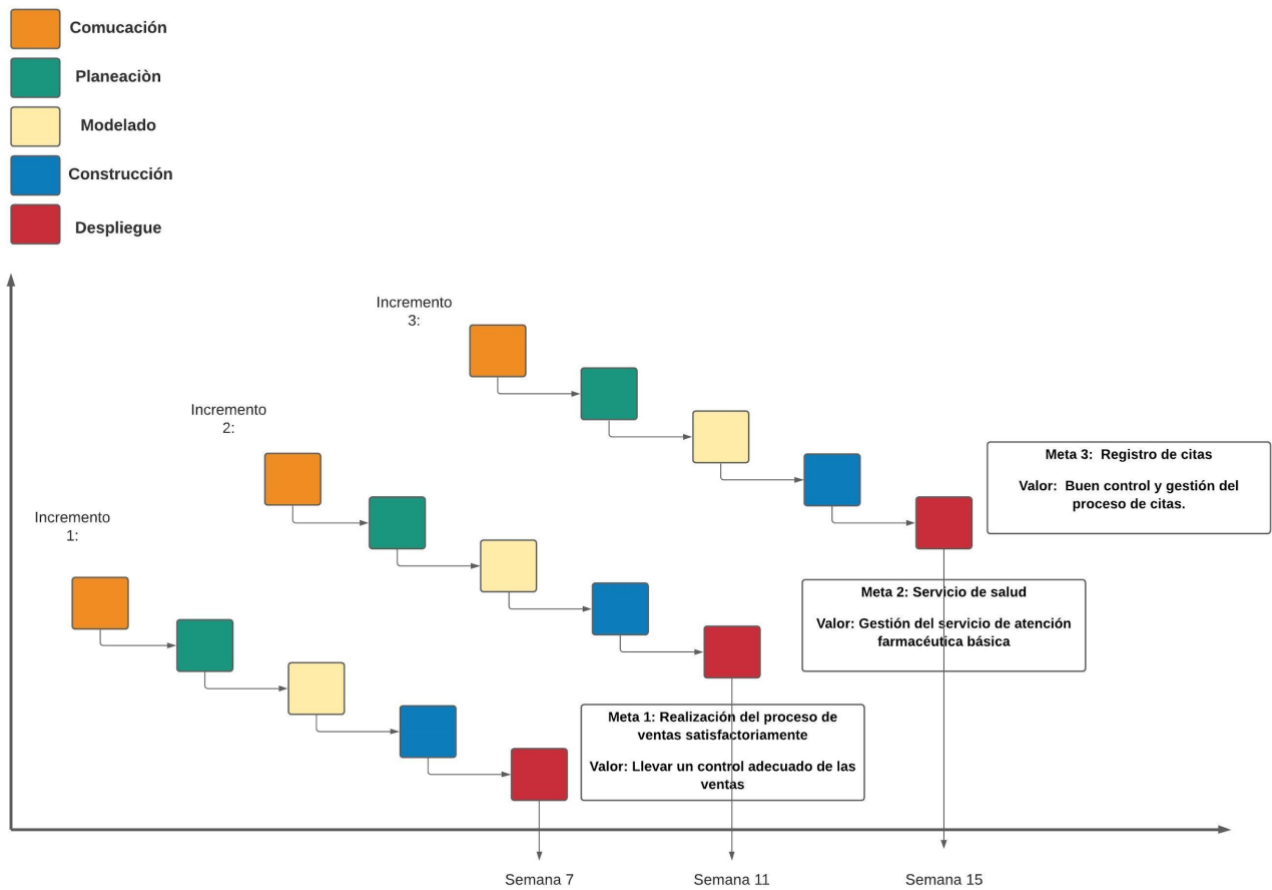 Comucación
Planeaciòn
Modelado
Construcción
Despliegue
Incremento
3:
Incremento
2:
Incremento
1:
Meta 3:  Registro de citas
Valor:  Buen control y gestión del
proceso de citas.
Meta 2: Servicio de salud
Valor: Gestión del servicio de atención
farmacéutica básica
Meta 1: Realización del proceso de
ventas satisfactoriamente
Valor: Llevar un control adecuado de las
ventas
Semana 7
Semana 11
Semana 15